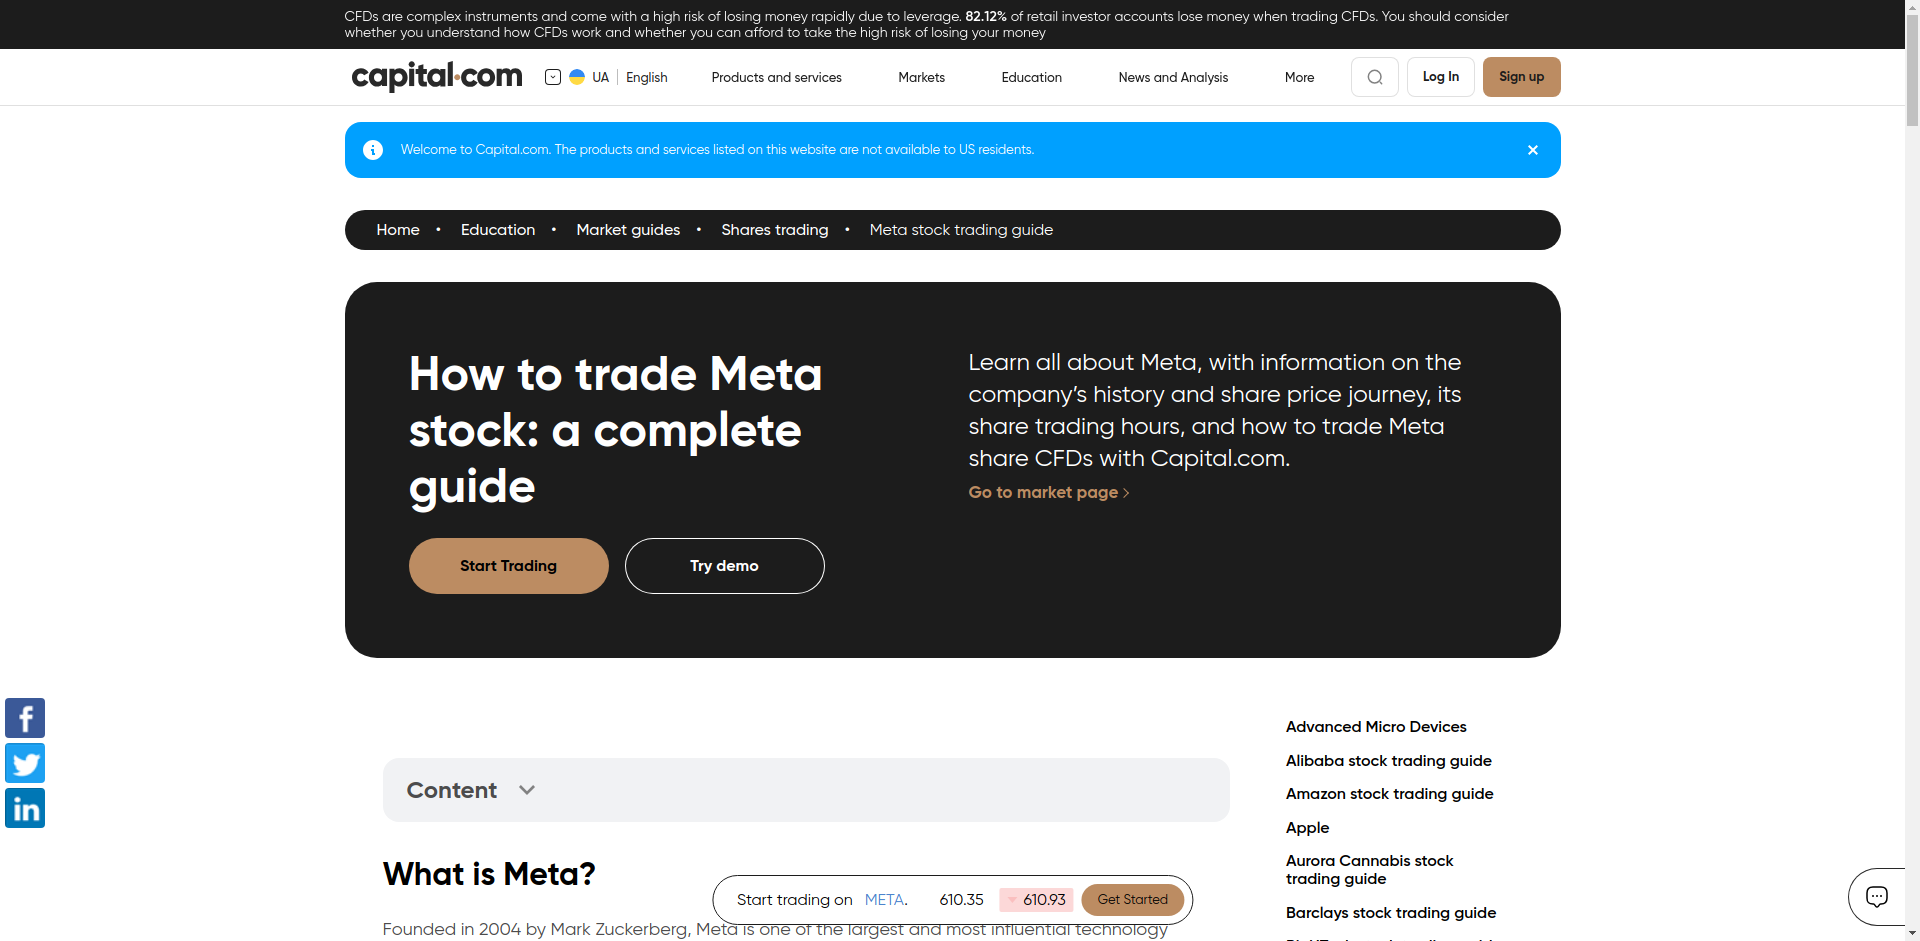 CFDs are complex instruments and come with a high risk of losing money rapidly due to leverage. 82.12% of retail investor accounts lose money when trading CFDs. You should consider
whether you understand how CFDs work and whether you can afford to take the high risk of losing your money
capital.com
UA English
Products and services
Markets
Education
News and Analysis
More
Log In
Sign up
Welcome to Capital.com. The products and services listed on this website are not available to US residents.
Home • Education • Market guides • Shares trading • Meta stock trading guide
How to trade Meta
stock: a complete
guide
Start Trading
Try demo
Learn all about Meta, with information on the
company’s history and share price journey, its
share trading hours, and how to trade Meta
share CFDs with Capital.com.
Go to market page
Content
What is Meta?
Founded in 2004 by Mark Zuckerberg, Meta is one of the largest and most influential technology
Start trading on META. 610.35 610.93 Get Started
Advanced Micro Devices
Alibaba stock trading guide
Amazon stock trading guide
Apple
Aurora Cannabis stock
trading guide
Barclays stock trading guide